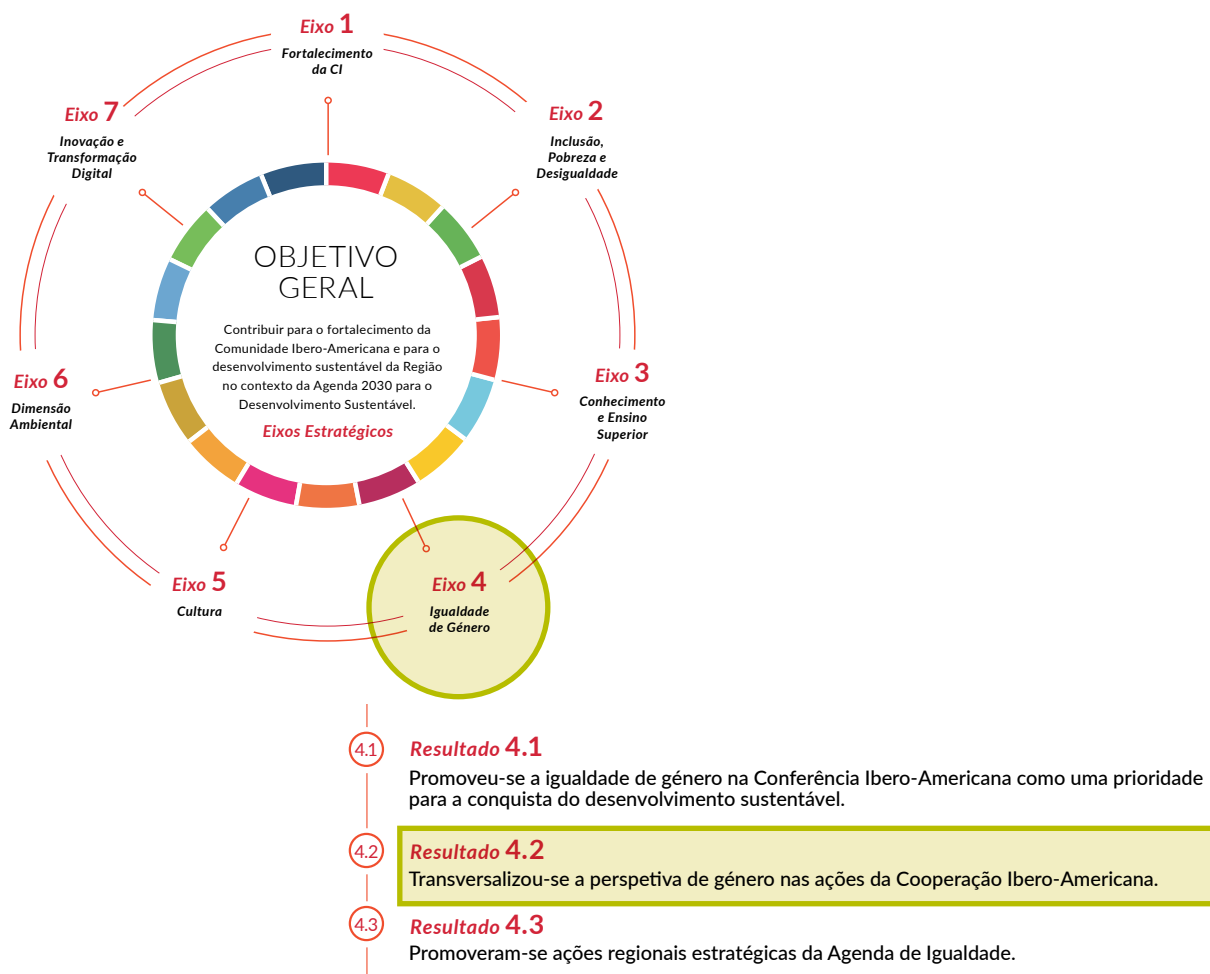 Eixo 1
Fortalecimento
da CI
Eixo 2
Inclusão,
Pobreza e
Desigualdade
Eixo 3
Conhecimento
e Ensino
Superior
Eixo 4
Igualdade
de Género
Eixo 5
Cultura
Eixo 6
Dimensão
Ambiental
Eixo 7
Inovação e
Transformação
Digital
OBJETIVO
GERAL
Contribuir para o fortalecimento da
Comunidade Ibero-Americana e para o
desenvolvimento sustentável da Região
no contexto da Agenda 2030 para o
Desenvolvimento Sustentável.
Eixos Estratégicos
4.1
Resultado 4.1
Promoveu-se a igualdade de género na Conferência Ibero-Americana como uma prioridade
para a conquista do desenvolvimento sustentável.
4.2
Resultado 4.2
Transversalizou-se a perspetiva de género nas ações da Cooperação Ibero-Americana.
4.3
Resultado 4.3
Promoveram-se ações regionais estratégicas da Agenda de Igualdade.